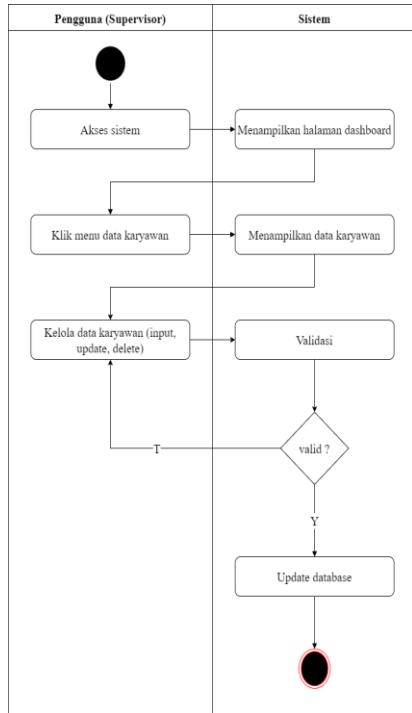 Pengguna (Supervisor)
Sistem
Akses sistem
Menampilkan halaman dashboard
Klik menu data karyawan
Menampilkan data karyawan
Kelola data karyawan (input,
update, delete)
Validasi
valid ?
T
Y
Update database